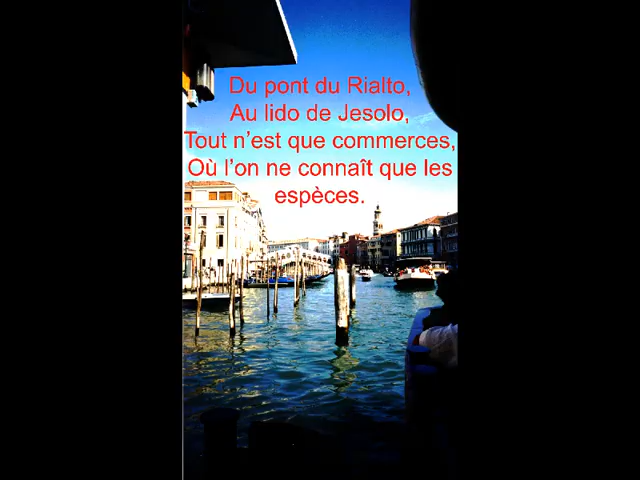 Du pont du Rialto,
Au lido de Jesolo,
Tout n'est que commerces,
Où l'on ne connaît que les
espèces.